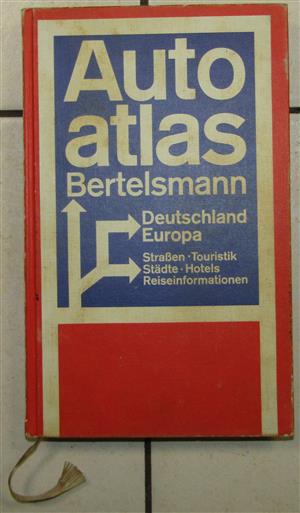 Auto
atlas
Bertelsmann
Deutschland
Europa
Straßen · Touristik
Städte · Hotels
Reiseinformationen